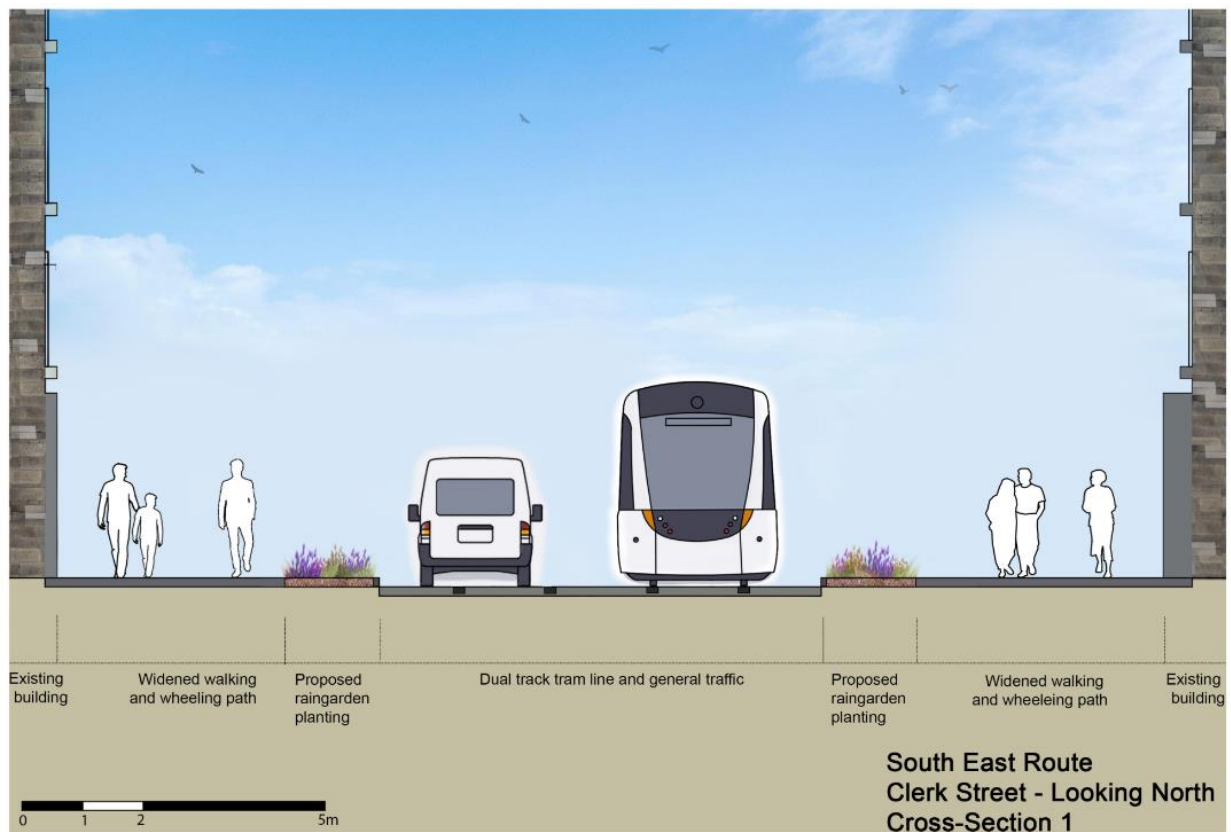 Existing
building
Widened walking
and wheeling path
Proposed
raingarden
planting
Dual track tram line and general traffic
Proposed
raingarden
planting
Widened walking
and wheeleing path
Existing
building
South East Route
Clerk Street - Looking North
Cross-Section 1
0 1 2 5m